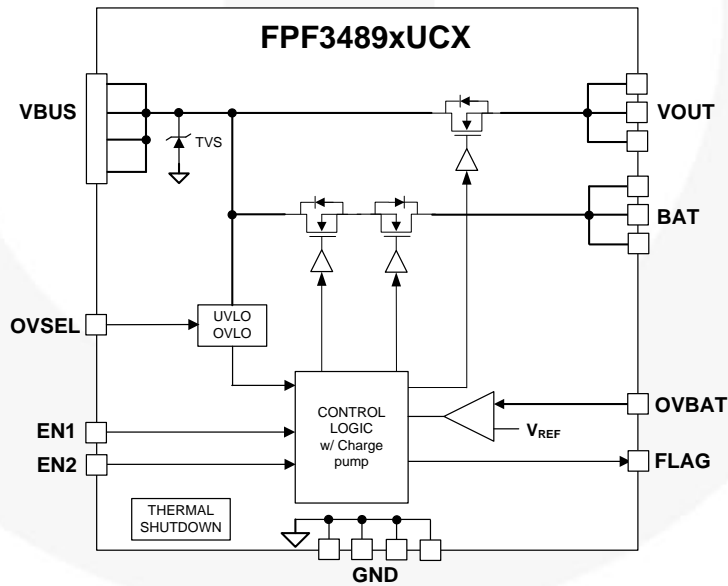 FPF3489xUCX
VBUS
TVS
VOUT
BAT
OVSEL
UVLO
OVLO
EN1
EN2
CONTROL
LOGIC
w/ Charge
pump
OVBAT
VREF
FLAG
THERMAL
SHUTDOWN
GND